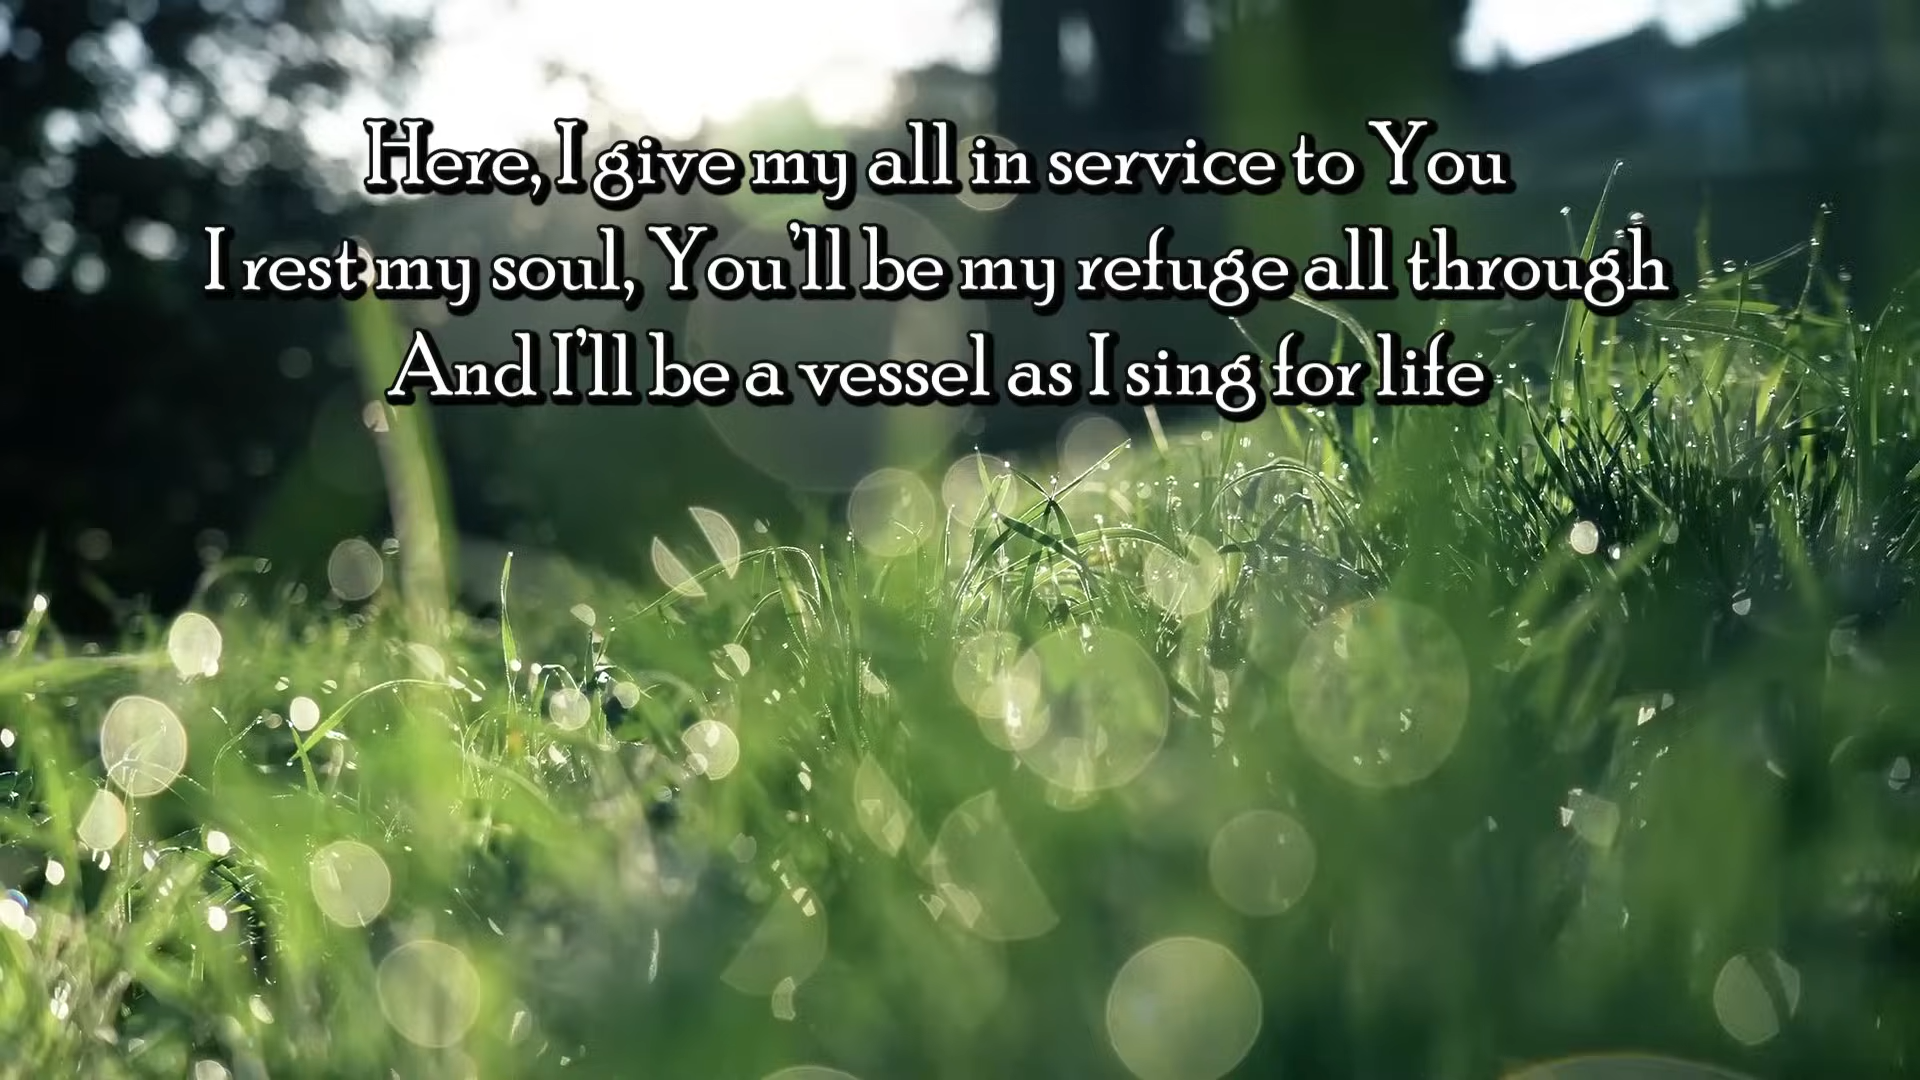 Here, I give my all in service to You
I rest my soul, You'll be my refuge all through
And I'll be a vessel as I sing for life